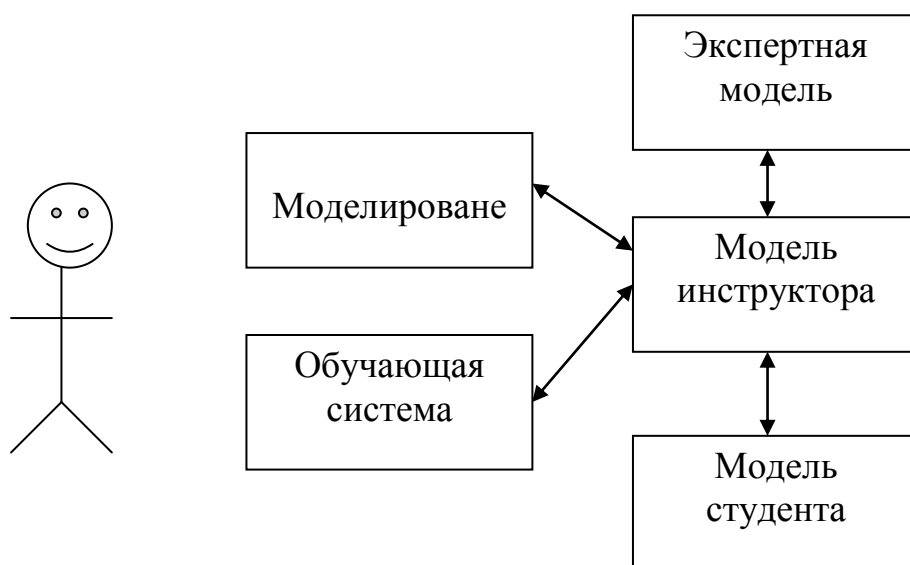 Экспертная
модель
Моделироване
Модель
инструктора
Обучающая
система
Модель
студента